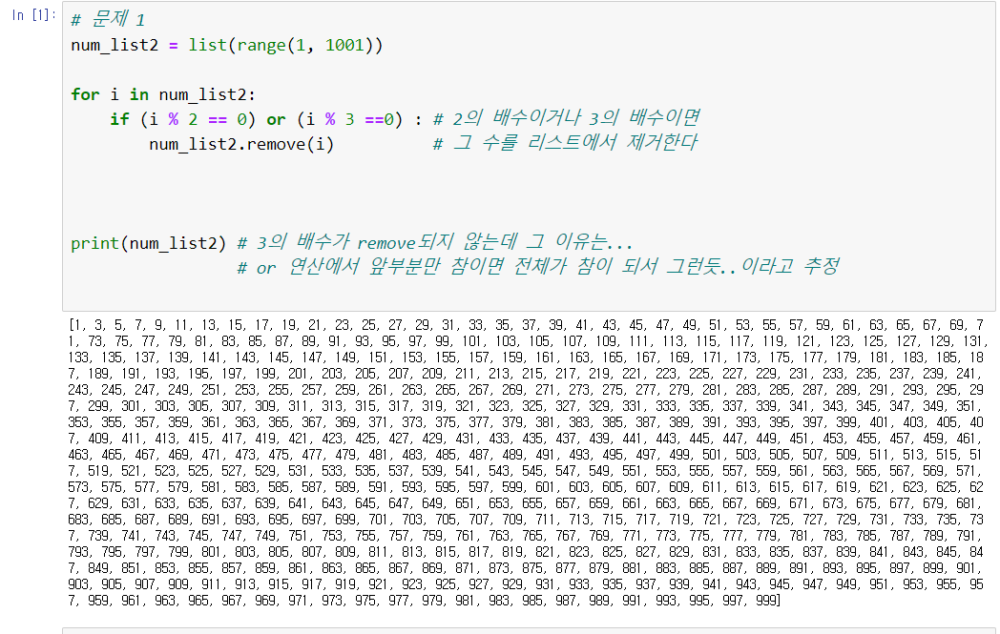 In [1]:
# 문제 1
num_list2 = list(range(1, 1001))
for i in num_list2:
if (i % 2 == 0) or (i % 3 ==0) : # 2의 배수이거나 3의 배수이면
num_list2.remove(i) # 그 수를 리스트에서 제거한다
print(num_list2) # 3의 배수가 remove되지 않는데 그 이유는...
# or 연산에서 앞부분만 참이면 전체가 참이 되서 그런듯..이라고 추정
[1, 3, 5, 7, 9, 11, 13, 15, 17, 19, 21, 23, 25, 27, 29, 31, 33, 35, 37, 39, 41, 43, 45, 47, 49, 51, 53, 55, 57, 59, 61, 63, 65, 67, 69, 7
1, 73, 75, 77, 79, 81, 83, 85, 87, 89, 91, 93, 95, 97, 99, 101, 103, 105, 107, 109, 111, 113, 115, 117, 119, 121, 123, 125, 127, 129, 131,
133, 135, 137, 139, 141, 143, 145, 147, 149, 151, 153, 155, 157, 159, 161, 163, 165, 167, 169, 171, 173, 175, 177, 179, 181, 183, 185, 18
7, 189, 191, 193, 195, 197, 199, 201, 203, 205, 207, 209, 211, 213, 215, 217, 219, 221, 223, 225, 227, 229, 231, 233, 235, 237, 239, 241,
243, 245, 247, 249, 251, 253, 255, 257, 259, 261, 263, 265, 267, 269, 271, 273, 275, 277, 279, 281, 283, 285, 287, 289, 291, 293, 295, 29
7, 299, 301, 303, 305, 307, 309, 311, 313, 315, 317, 319, 321, 323, 325, 327, 329, 331, 333, 335, 337, 339, 341, 343, 345, 347, 349, 351,
353, 355, 357, 359, 361, 363, 365, 367, 369, 371, 373, 375, 377, 379, 381, 383, 385, 387, 389, 391, 393, 395, 397, 399, 401, 403, 405, 40
7, 409, 411, 413, 415, 417, 419, 421, 423, 425, 427, 429, 431, 433, 435, 437, 439, 441, 443, 445, 447, 449, 451, 453, 455, 457, 459, 461,
463, 465, 467, 469, 471, 473, 475, 477, 479, 481, 483, 485, 487, 489, 491, 493, 495, 497, 499, 501, 503, 505, 507, 509, 511, 513, 515, 51
7, 519, 521, 523, 525, 527, 529, 531, 533, 535, 537, 539, 541, 543, 545, 547, 549, 551, 553, 555, 557, 559, 561, 563, 565, 567, 569, 571,
573, 575, 577, 579, 581, 583, 585, 587, 589, 591, 593, 595, 597, 599, 601, 603, 605, 607, 609, 611, 613, 615, 617, 619, 621, 623, 625, 62
7, 629, 631, 633, 635, 637, 639, 641, 643, 645, 647, 649, 651, 653, 655, 657, 659, 661, 663, 665, 667, 669, 671, 673, 675, 677, 679, 681,
683, 685, 687, 689, 691, 693, 695, 697, 699, 701, 703, 705, 707, 709, 711, 713, 715, 717, 719, 721, 723, 725, 727, 729, 731, 733, 735, 73
7, 739, 741, 743, 745, 747, 749, 751, 753, 755, 757, 759, 761, 763, 765, 767, 769, 771, 773, 775, 777, 779, 781, 783, 785, 787, 789, 791,
793, 795, 797, 799, 801, 803, 805, 807, 809, 811, 813, 815, 817, 819, 821, 823, 825, 827, 829, 831, 833, 835, 837, 839, 841, 843, 845, 84
7, 849, 851, 853, 855, 857, 859, 861, 863, 865, 867, 869, 871, 873, 875, 877, 879, 881, 883, 885, 887, 889, 891, 893, 895, 897, 899, 901,
903, 905, 907, 909, 911, 913, 915, 917, 919, 921, 923, 925, 927, 929, 931, 933, 935, 937, 939, 941, 943, 945, 947, 949, 951, 953, 955, 95
7, 959, 961, 963, 965, 967, 969, 971, 973, 975, 977, 979, 981, 983, 985, 987, 989, 991, 993, 995, 997, 999]